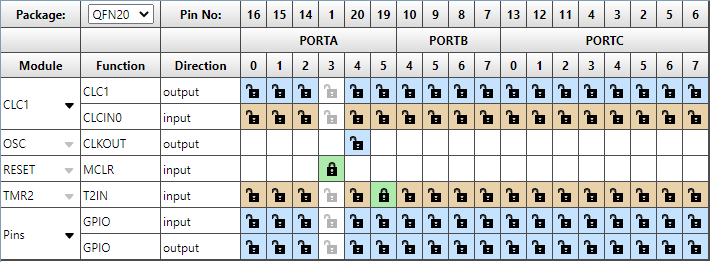 Package: QFN20 Pin No: 16 15 14 1 20 19 10 9 8 7 13 12 11 4 3 2 5 6
PORTA PORTB PORTC
Module Function Direction 0 1 2 3 4 5 4 5 6 7 0 1 2 3 4 5 6 7
CLC1 CLC1 output
CLCIN0 input
OSC CLKOUT output
RESET MCLR input
TMR2 T2IN input
Pins GPIO input
GPIO output